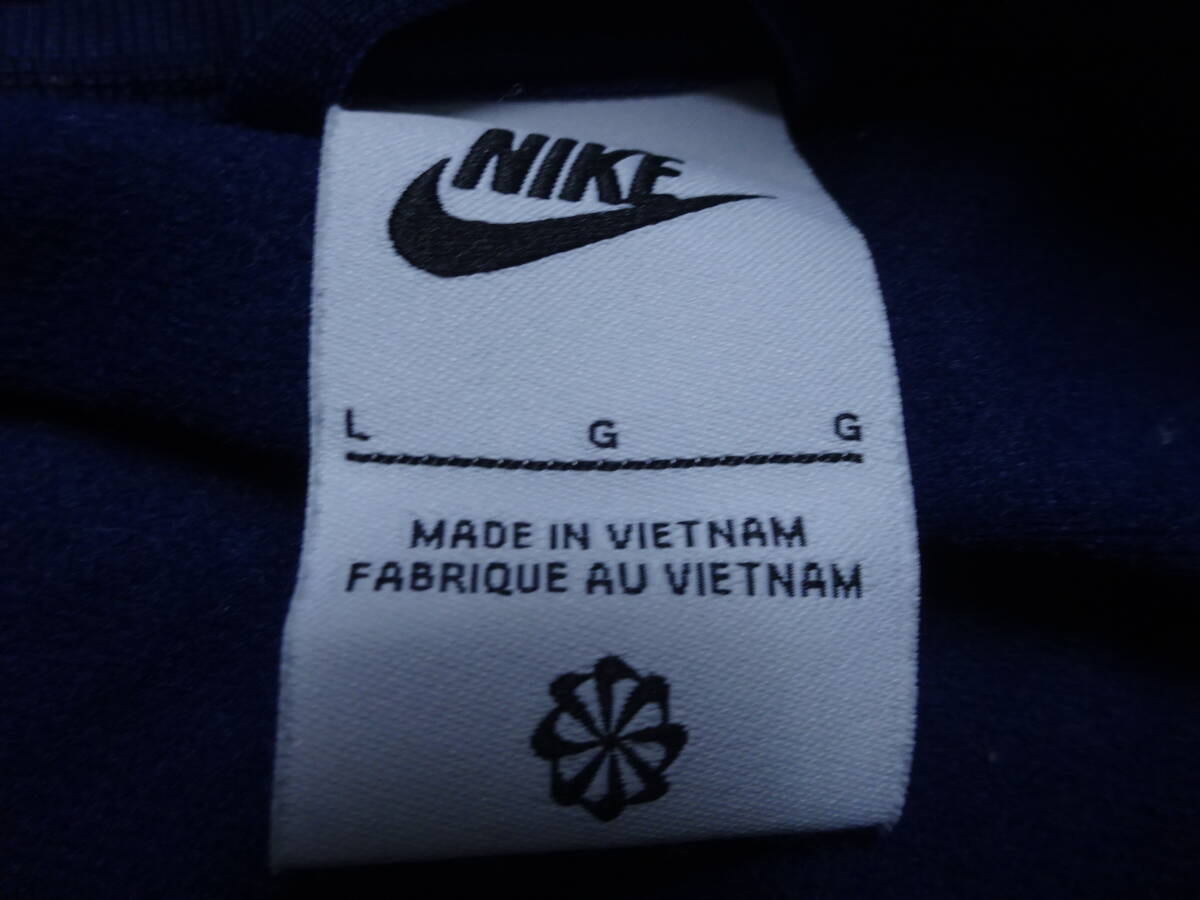 NIKE
L G G
MADE IN VIETNAM
FABRIQUE AU VIETNAM